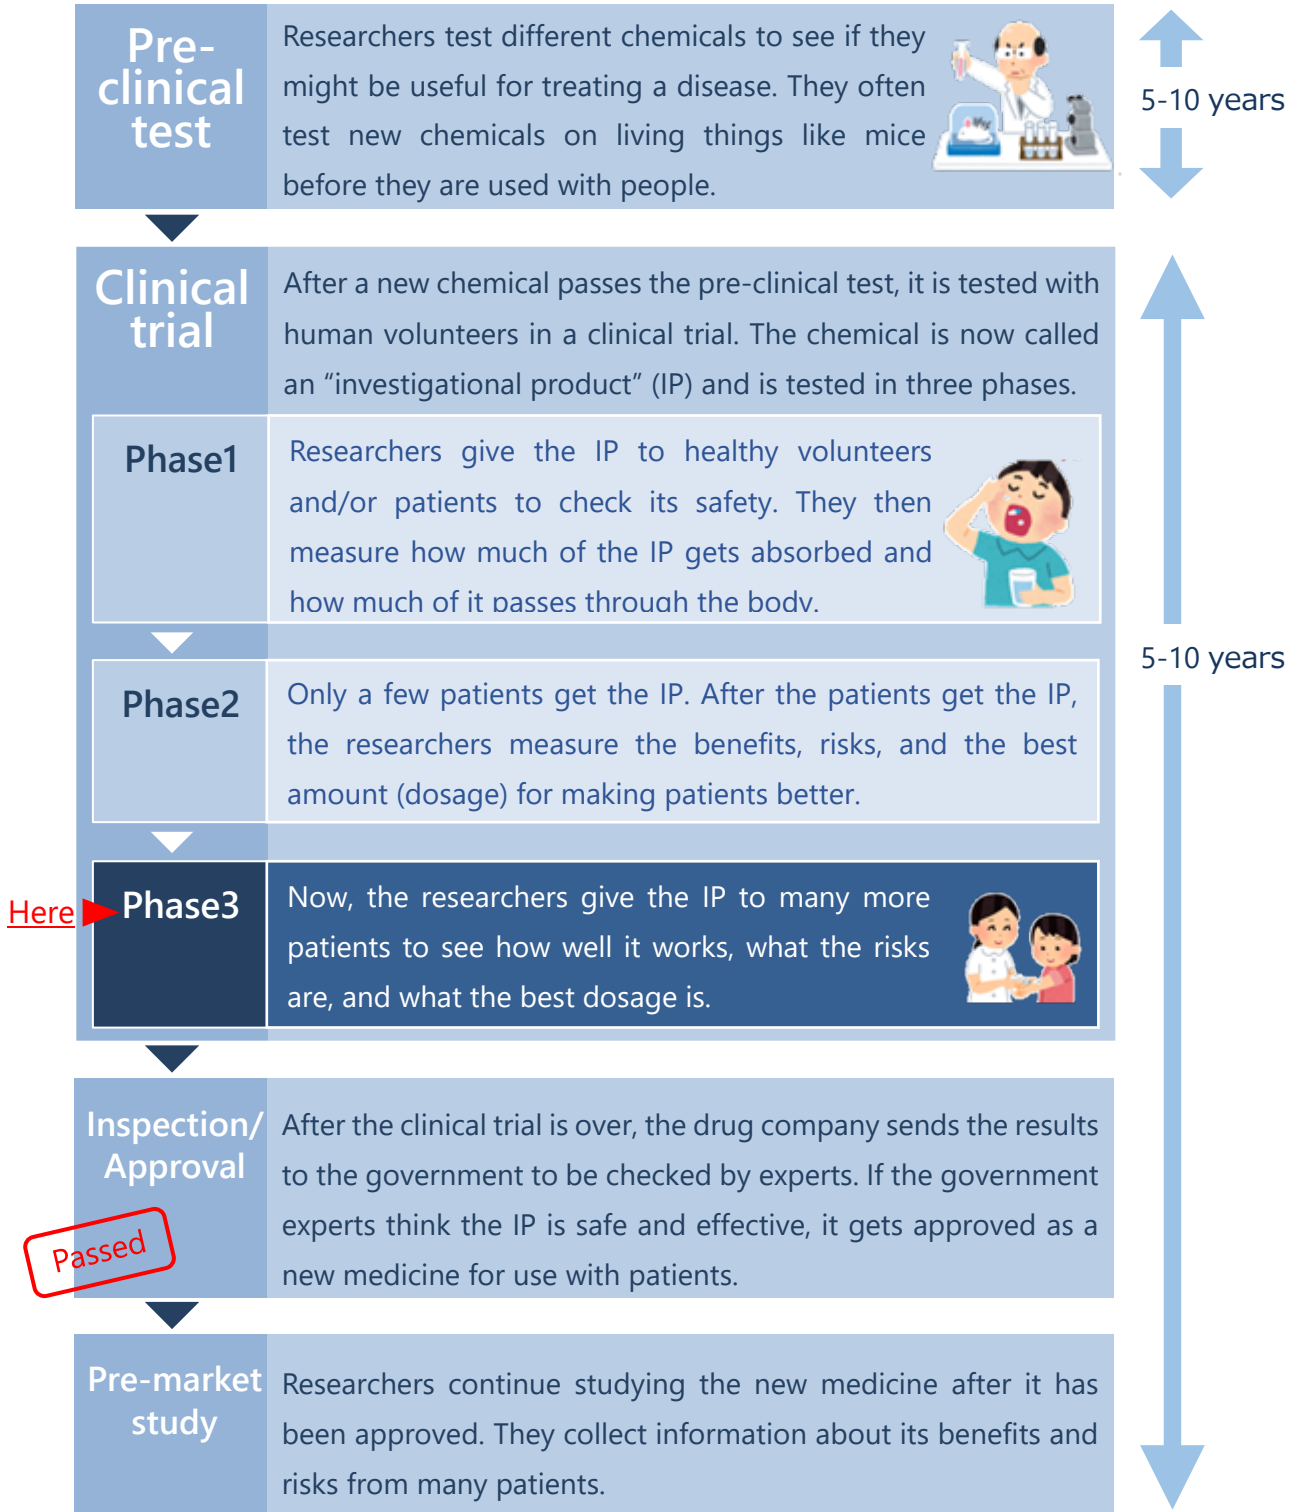 Pre-
clinical
test
Researchers test different chemicals to see if they
might be useful for treating a disease. They often
test new chemicals on living things like mice
before they are used with people.
5-10 years
Clinical
trial
After a new chemical passes the pre-clinical test, it is tested with
human volunteers in a clinical trial. The chemical is now called
an “investigational product” (IP) and is tested in three phases.
Phase1
Researchers give the IP to healthy volunteers
and/or patients to check its safety. They then
measure how much of the IP gets absorbed and
how much of it passes through the body.
5-10 years
Phase2
Only a few patients get the IP. After the patients get the IP,
the researchers measure the benefits, risks, and the best
amount (dosage) for making patients better.
Here
Phase3
Now, the researchers give the IP to many more
patients to see how well it works, what the risks
are, and what the best dosage is.
Inspection/
Approval
Passed
After the clinical trial is over, the drug company sends the results
to the government to be checked by experts. If the government
experts think the IP is safe and effective, it gets approved as a
new medicine for use with patients.
Pre-market
study
Researchers continue studying the new medicine after it has
been approved. They collect information about its benefits and
risks from many patients.